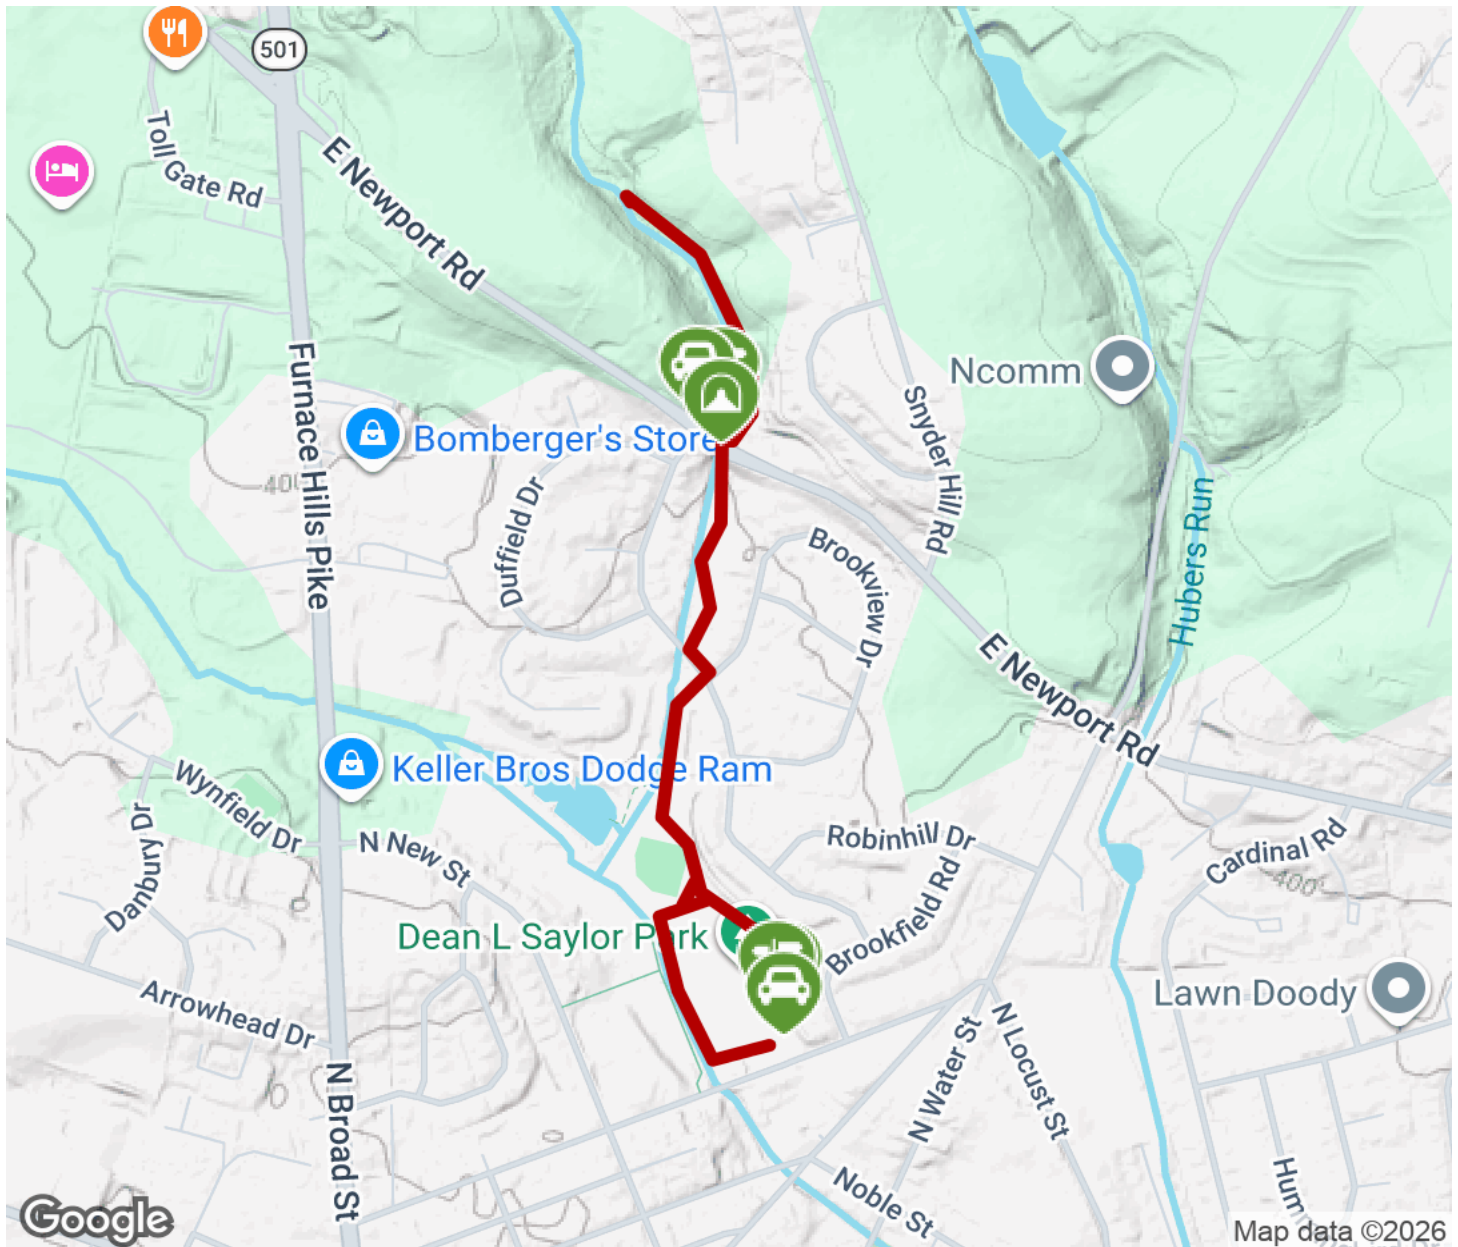 501
Toll
Gate Rd
E Newport Rd
Furnace Hills Pike
Bomberger's Store
400
Duffield Dr
Snyder Hill Rd
Ncomm
Hubers Run
Brookview Dr
E Newport Rd
Keller Bros Dodge Ram
Wynfield Dr
Danbury Dr
N New St
Robinhill Dr
Cardinal Rd
400
Brookfield Rd
Dean L Saylor Park
Arrowhead Dr
Lawn Doody
N Water St
N Locust St
N Broad St
Noble St
Google
Map data ©2026